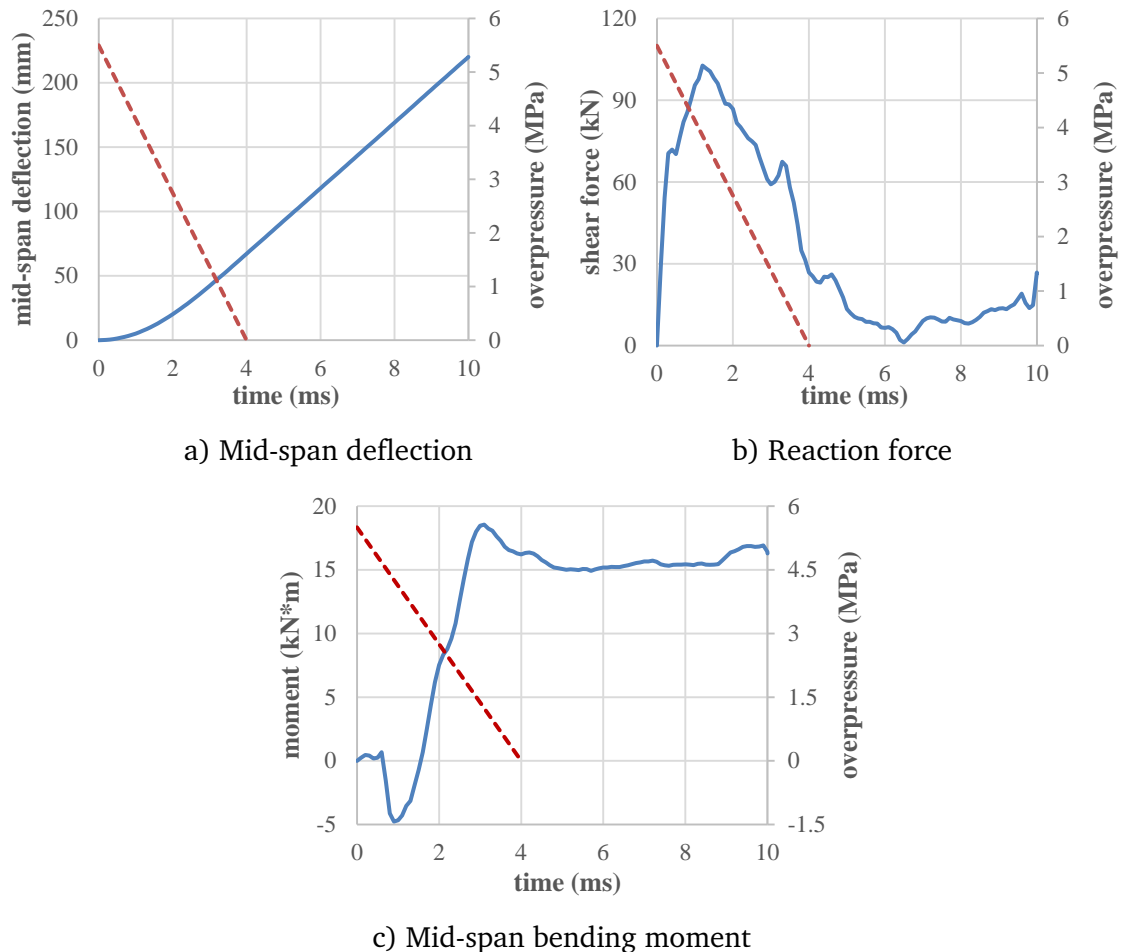 250
200
150
100
50
0
mid-span deflection (mm)
6
5
4
3
2
1
0
overpressure (MPa)
0 2 4 6 8 10
time (ms)
a) Mid-span deflection
120
90
60
30
0
shear force (kN)
6
5
4
3
2
1
0
overpressure (MPa)
0 2 4 6 8 10
time (ms)
b) Reaction force
20
15
10
5
0
-5
moment (kN*m)
6
4.5
3
1.5
0
-1.5
overpressure (MPa)
0 2 4 6 8 10
time (ms)
c) Mid-span bending moment